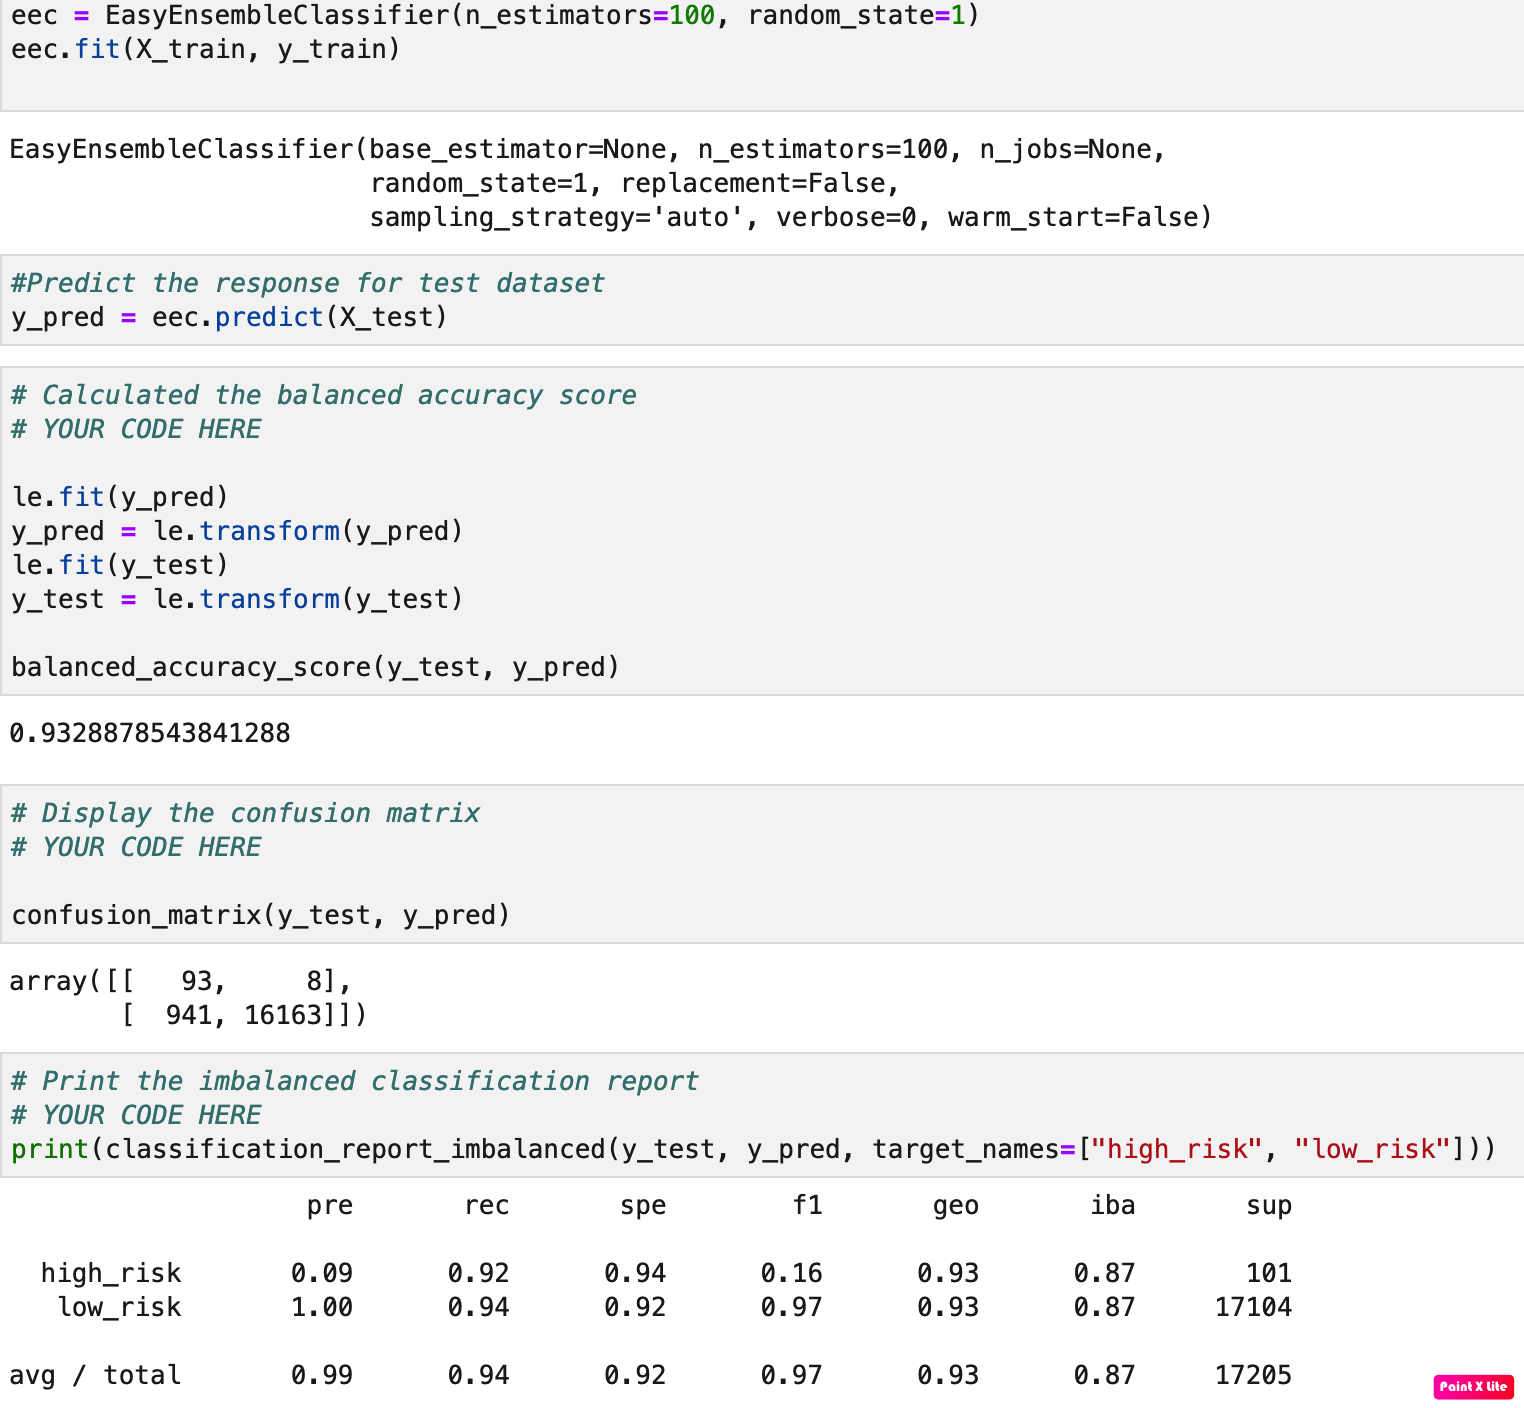 eec = EasyEnsembleClassifier(n_estimators=100, random_state=1)
eec.fit(X_train, y_train)
EasyEnsembleClassifier(base_estimator=None, n_estimators=100, n_jobs=None,
random_state=1, replacement=False,
sampling_strategy='auto', verbose=0, warm_start=False)
#Predict the response for test dataset
y_pred = eec.predict(X_test)
# Calculated the balanced accuracy score
# YOUR CODE HERE
le.fit(y_pred)
y_pred = le.transform(y_pred)
le.fit(y_test)
y_test = le.transform(y_test)
balanced_accuracy_score(y_test, y_pred)
0.9328878543841288
# Display the confusion matrix
# YOUR CODE HERE
confusion_matrix(y_test, y_pred)
array([[   93,     8],
[  941, 16163]])
# Print the imbalanced classification report
# YOUR CODE HERE
print(classification_report_imbalanced(y_test, y_pred, target_names=["high_risk", "low_risk"]))
pre rec spe f1 geo iba sup
high_risk 0.09 0.92 0.94 0.16 0.93 0.87 101
low_risk 1.00 0.94 0.92 0.97 0.93 0.87 17104
avg / total 0.99 0.94 0.92 0.97 0.93 0.87 17205
Paint X Lite